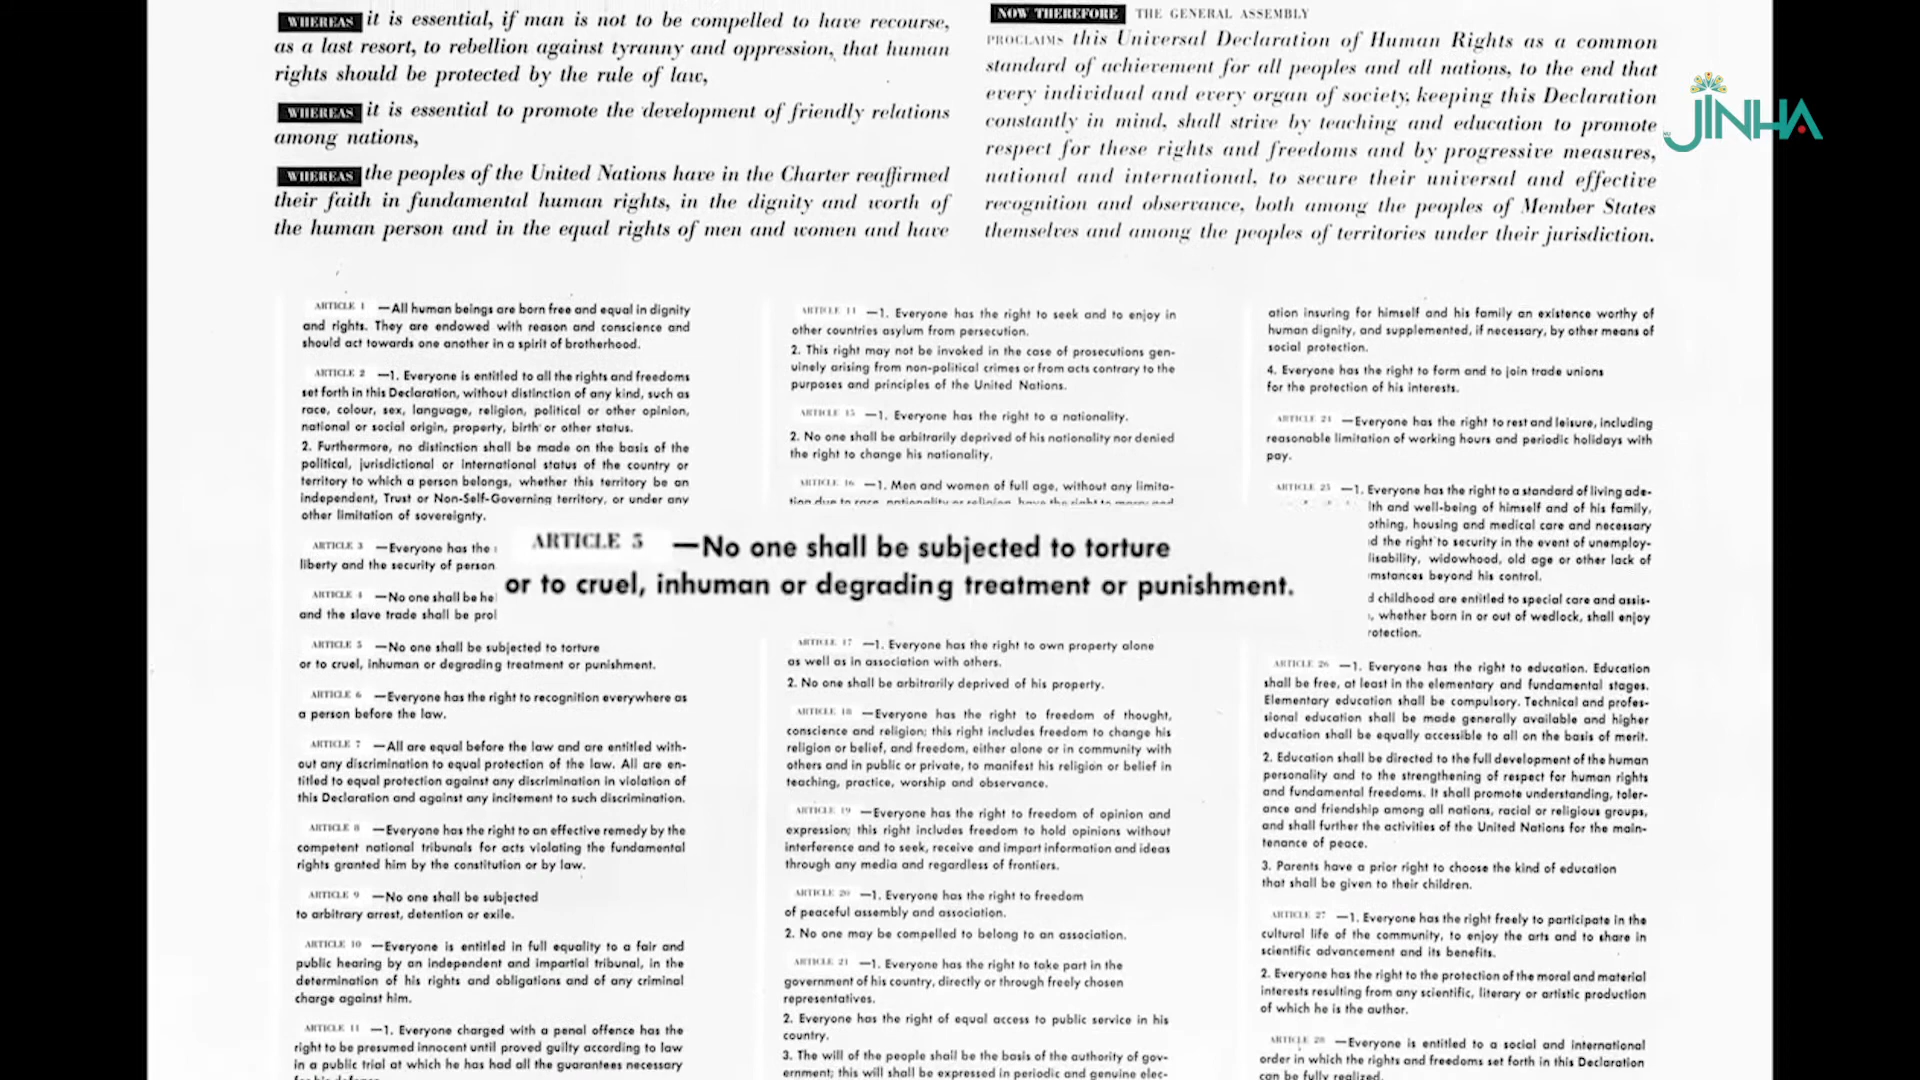 WHEREAS it is essential, if man is not to be compelled to have recourse,
as a last resort, to rebellion against tyranny and oppression, that human
rights should be protected by the rule of law,
WHEREAS it is essential to promote the development of friendly relations
among nations,
WHEREAS the peoples of the United Nations have in the Charter reaffirmed
their faith in fundamental human rights, in the dignity and worth of
the human person and in the equal rights of men and women and have
NOW THEREFORE THE GENERAL ASSEMBLY
PROCLAIMS this Universal Declaration of Human Rights as a common
standard of achievement for all peoples and all nations, to the end that
every individual and every organ of society, keeping this Declaration
constantly in mind, shall strive by teaching and education to promote
respect for these rights and freedoms and by progressive measures,
national and international, to secure their universal and effective
recognition and observance, both among the peoples of Member States
themselves and among the peoples of territories under their jurisdiction.
JINHA
ARTICLE 1 —All human beings are born free and equal in dignity
and rights. They are endowed with reason and conscience and
should act towards one another in a spirit of brotherhood.
ARTICLE 2 —1. Everyone is entitled to all the rights and freedoms
set forth in this Declaration, without distinction of any kind, such as
race, colour, sex, language, religion, political or other opinion,
national or social origin, property, birth or other status.
2. Furthermore, no distinction shall be made on the basis of the
political, jurisdictional or international status of the country or
territory to which a person belongs, whether this territory be an
independent, Trust or Non-Self-Governing territory, or under any
other limitation of sovereignty.
ARTICLE 3 —Everyone has the
liberty and the security of person
ARTICLE 4 —No one shall be he
and the slave trade shall be pro
ARTICLE 5 —No one shall be subjected to torture
or to cruel, inhuman or degrading treatment or punishment.
ARTICLE 5 —No one shall be subjected to torture
or to cruel, inhuman or degrading treatment or punishment.
ARTICLE 6 —Everyone has the right to recognition everywhere as
a person before the law.
ARTICLE 7 —All are equal before the law and are entitled with-
out any discrimination to equal protection of the law. All are en-
titled to equal protection against any discrimination in violation of
this Declaration and against any incitement to such discrimination.
ARTICLE 8 —Everyone has the right to an effective remedy by the
competent national tribunals for acts violating the fundamental
rights granted him by the constitution or by law.
ARTICLE 9 —No one shall be subjected
to arbitrary arrest, detention or exile.
ARTICLE 10 —Everyone is entitled in full equality to a fair and
public hearing by an independent and impartial tribunal, in the
determination of his rights and obligations and of any criminal
charge against him.
ARTICLE 11 —1. Everyone charged with a penal offence has the
right to be presumed innocent until proved guilty according to law
in a public trial at which he has had all the guarantees necessary
ARTICLE 14 —1. Everyone has the right to seek and to enjoy in
other countries asylum from persecution.
2. This right may not be invoked in the case of prosecutions gen-
uinely arising from non-political crimes or from acts contrary to the
purposes and principles of the United Nations.
ARTICLE 15 —1. Everyone has the right to a nationality.
2. No one shall be arbitrarily deprived of his nationality nor denied
the right to change his nationality.
ARTICLE 16 —1. Men and women of full age, without any limita-
tion due to race, nationality or religion, have the right to marry and
ARTICLE 17 —1. Everyone has the right to own property alone
as well as in association with others.
2. No one shall be arbitrarily deprived of his property.
ARTICLE 18 —Everyone has the right to freedom of thought,
conscience and religion; this right includes freedom to change his
religion or belief, and freedom, either alone or in community with
others and in public or private, to manifest his religion or belief in
teaching, practice, worship and observance.
ARTICLE 19 —Everyone has the right to freedom of opinion and
expression; this right includes freedom to hold opinions without
interference and to seek, receive and impart information and ideas
through any media and regardless of frontiers.
ARTICLE 20 —1. Everyone has the right to freedom
of peaceful assembly and association.
2. No one may be compelled to belong to an association.
ARTICLE 21 —1. Everyone has the right to take part in the
government of his country, directly or through freely chosen
representatives.
2. Everyone has the right of equal access to public service in his
country.
3. The will of the people shall be the basis of the authority of gov-
ernment; this will shall be expressed in periodic and genuine elec-
ation insuring for himself and his family an existence worthy of
human dignity, and supplemented, if necessary, by other means of
social protection.
4. Everyone has the right to form and to join trade unions
for the protection of his interests.
ARTICLE 24 —Everyone has the right to rest and leisure, including
reasonable limitation of working hours and periodic holidays with
pay.
ARTICLE 25 —1. Everyone has the right to a standard of living ade-
lth and well-being of himself and of his family,
othing, housing and medical care and necessary
d the right to security in the event of unemploy-
lisability, widowhood, old age or other lack of
mstances beyond his control.
d childhood are entitled to special care and assis-
, whether born in or out of wedlock, shall enjoy
rotection.
ARTICLE 26 —1. Everyone has the right to education. Education
shall be free, at least in the elementary and fundamental stages.
Elementary education shall be compulsory. Technical and profes-
sional education shall be made generally available and higher
education shall be equally accessible to all on the basis of merit.
2. Education shall be directed to the full development of the human
personality and to the strengthening of respect for human rights
and fundamental freedoms. It shall promote understanding, toler-
ance and friendship among all nations, racial or religious groups,
and shall further the activities of the United Nations for the main-
tenance of peace.
3. Parents have a prior right to choose the kind of education
that shall be given to their children.
ARTICLE 27 —1. Everyone has the right freely to participate in the
cultural life of the community, to enjoy the arts and to share in
scientific advancement and its benefits.
2. Everyone has the right to the protection of the moral and material
interests resulting from any scientific, literary or artistic production
of which he is the author.
ARTICLE 28 —Everyone is entitled to a social and international
order in which the rights and freedoms set forth in this Declaration
can be fully realized.